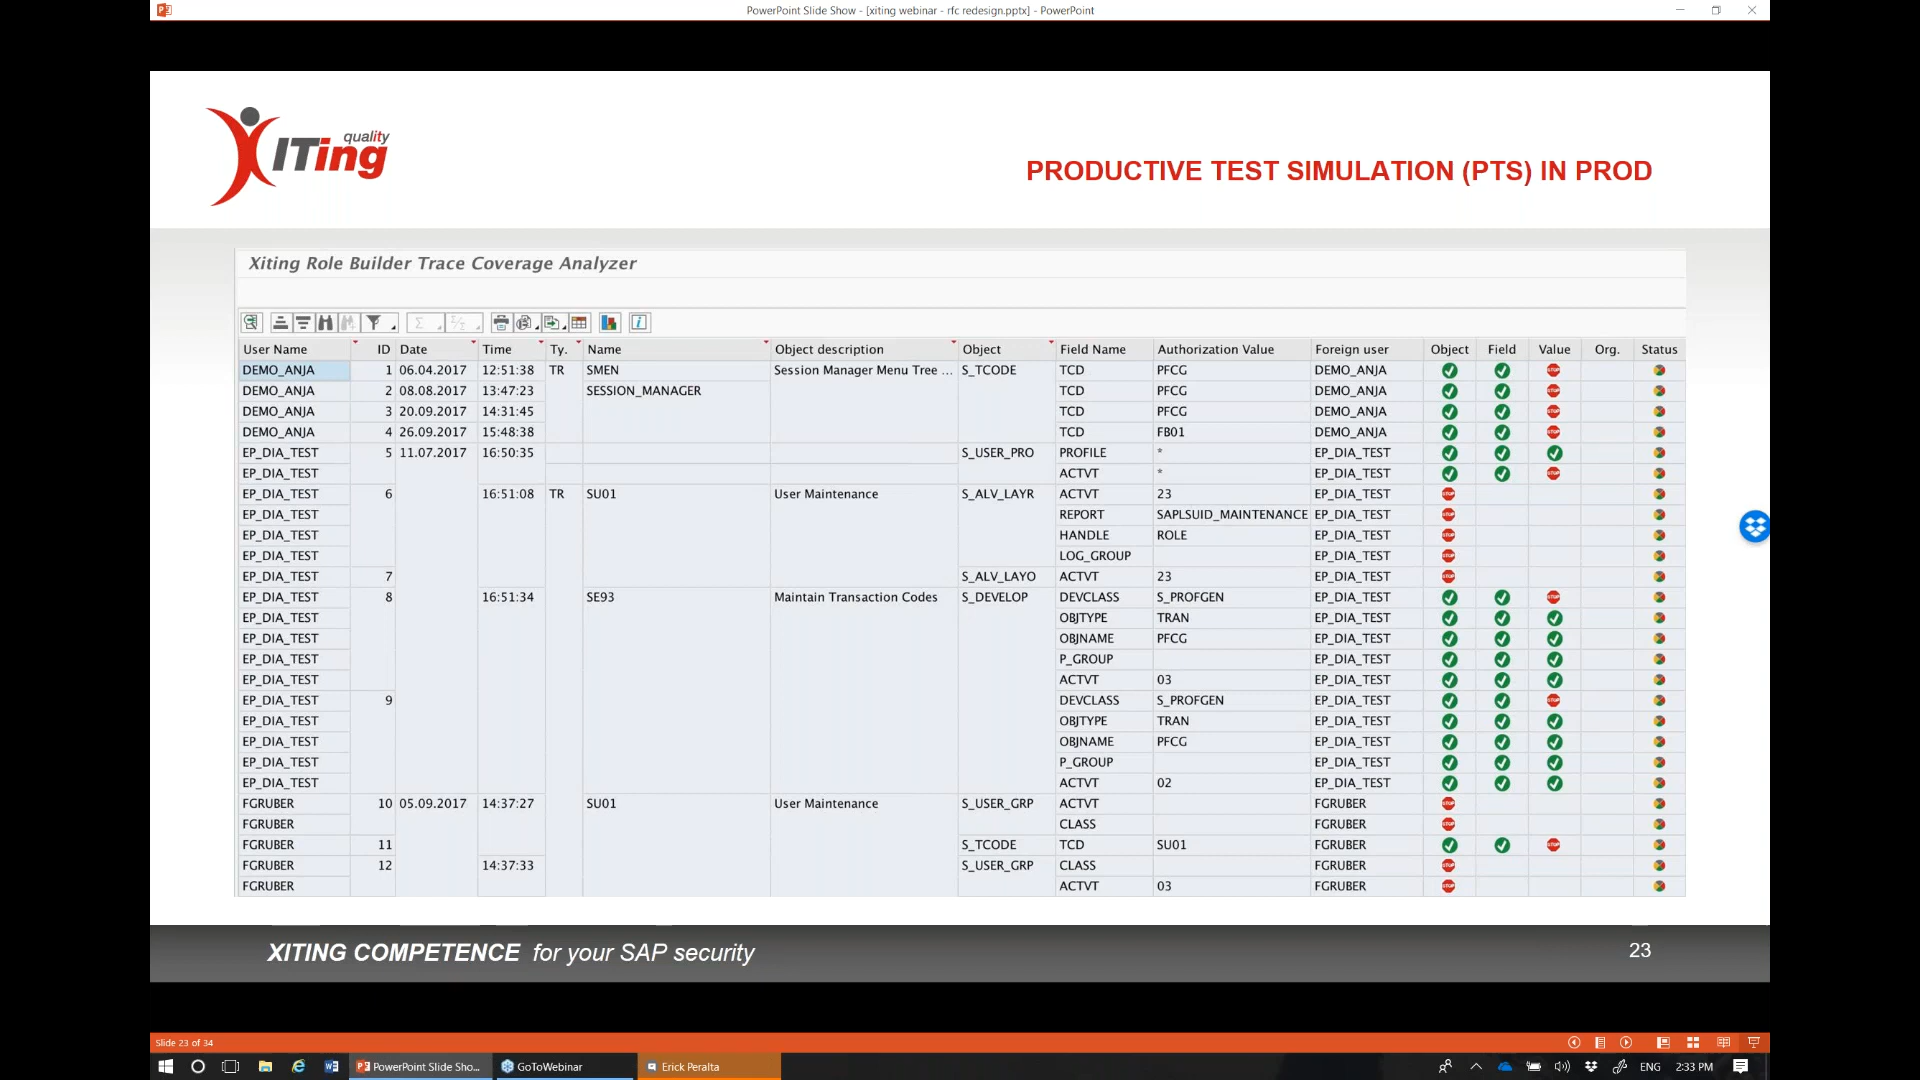 PowerPoint Slide Show - [xiting webinar - rfc redesign.pptx] - PowerPoint
XITing quality
PRODUCTIVE TEST SIMULATION (PTS) IN PROD
Xiting Role Builder Trace Coverage Analyzer
User Name ID Date Time Ty. Name Object description Object Field Name Authorization Value Foreign user Object Field Value Org. Status
DEMO_ANJA 1 06.04.2017 12:51:38 TR SMEN Session Manager Menu Tree ... S_TCODE TCD PFCG DEMO_ANJA
DEMO_ANJA 2 08.08.2017 13:47:23 SESSION_MANAGER TCD PFCG DEMO_ANJA
DEMO_ANJA 3 20.09.2017 14:31:45 TCD PFCG DEMO_ANJA
DEMO_ANJA 4 26.09.2017 15:48:38 TCD FB01 DEMO_ANJA
EP_DIA_TEST 5 11.07.2017 16:50:35 S_USER_PRO PROFILE * EP_DIA_TEST
EP_DIA_TEST ACTVT * EP_DIA_TEST
EP_DIA_TEST 6 16:51:08 TR SU01 User Maintenance S_ALV_LAYR ACTVT 23 EP_DIA_TEST
EP_DIA_TEST REPORT SAPLSUID_MAINTENANCE EP_DIA_TEST
EP_DIA_TEST HANDLE ROLE EP_DIA_TEST
EP_DIA_TEST LOG_GROUP EP_DIA_TEST
EP_DIA_TEST 7 S_ALV_LAYO ACTVT 23 EP_DIA_TEST
EP_DIA_TEST 8 16:51:34 SE93 Maintain Transaction Codes S_DEVELOP DEVCLASS S_PROFGEN EP_DIA_TEST
EP_DIA_TEST OBJTYPE TRAN EP_DIA_TEST
EP_DIA_TEST OBJNAME PFCG EP_DIA_TEST
EP_DIA_TEST P_GROUP EP_DIA_TEST
EP_DIA_TEST ACTVT 03 EP_DIA_TEST
EP_DIA_TEST 9 DEVCLASS S_PROFGEN EP_DIA_TEST
EP_DIA_TEST OBJTYPE TRAN EP_DIA_TEST
EP_DIA_TEST OBJNAME PFCG EP_DIA_TEST
EP_DIA_TEST P_GROUP EP_DIA_TEST
EP_DIA_TEST ACTVT 02 EP_DIA_TEST
FGRUBER 10 05.09.2017 14:37:27 SU01 User Maintenance S_USER_GRP ACTVT FGRUBER
FGRUBER CLASS FGRUBER
FGRUBER 11 S_TCODE TCD SU01 FGRUBER
FGRUBER 12 14:37:33 S_USER_GRP CLASS FGRUBER
FGRUBER ACTVT 03 FGRUBER
XITING COMPETENCE for your SAP security 23
Slide 23 of 34
PowerPoint Slide Sho... GoToWebinar Erick Peralta ENG 2:33 PM